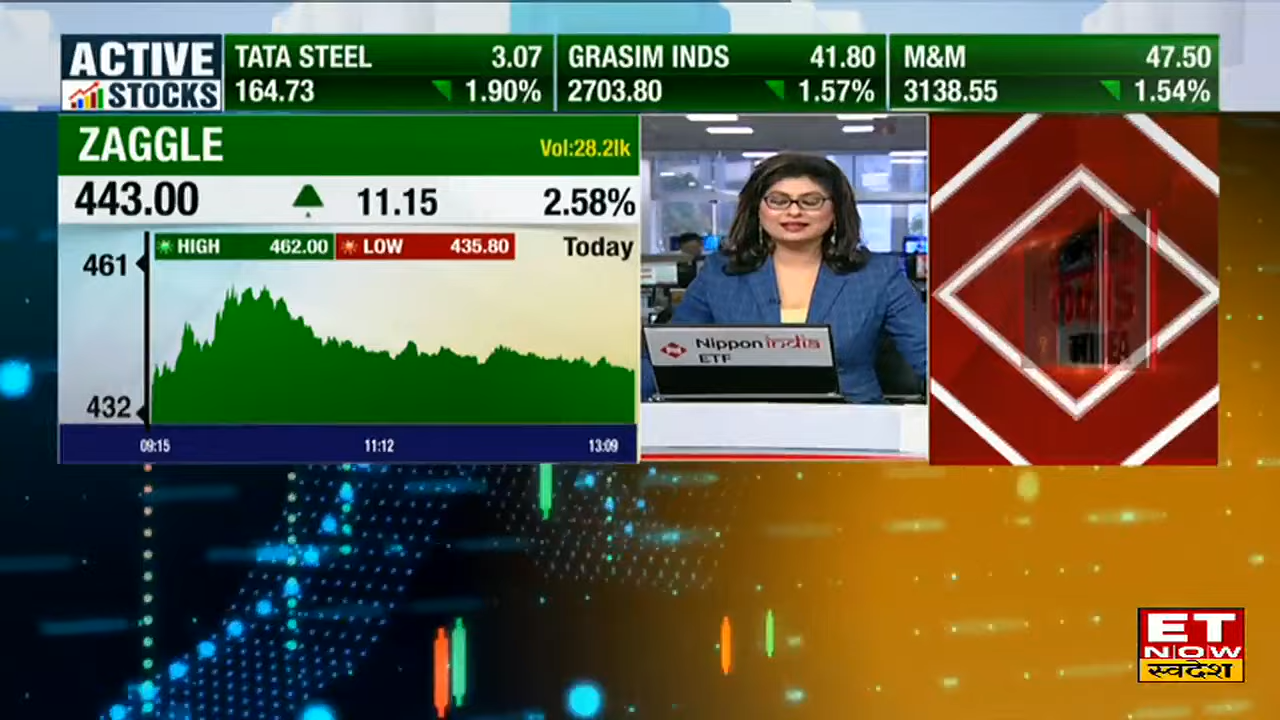 ACTIVE
STOCKS
TATA STEEL 3.07
164.73 1.90%
GRASIM INDS 41.80
2703.80 1.57%
M&M 47.50
3138.55 1.54%
ZAGGLE Vol:28.2lk
443.00 11.15 2.58%
HIGH 462.00 LOW 435.80 Today
461
432
09:15 11:12 13:09
Nippon india
ETF
ET
NOW
स्वदेश